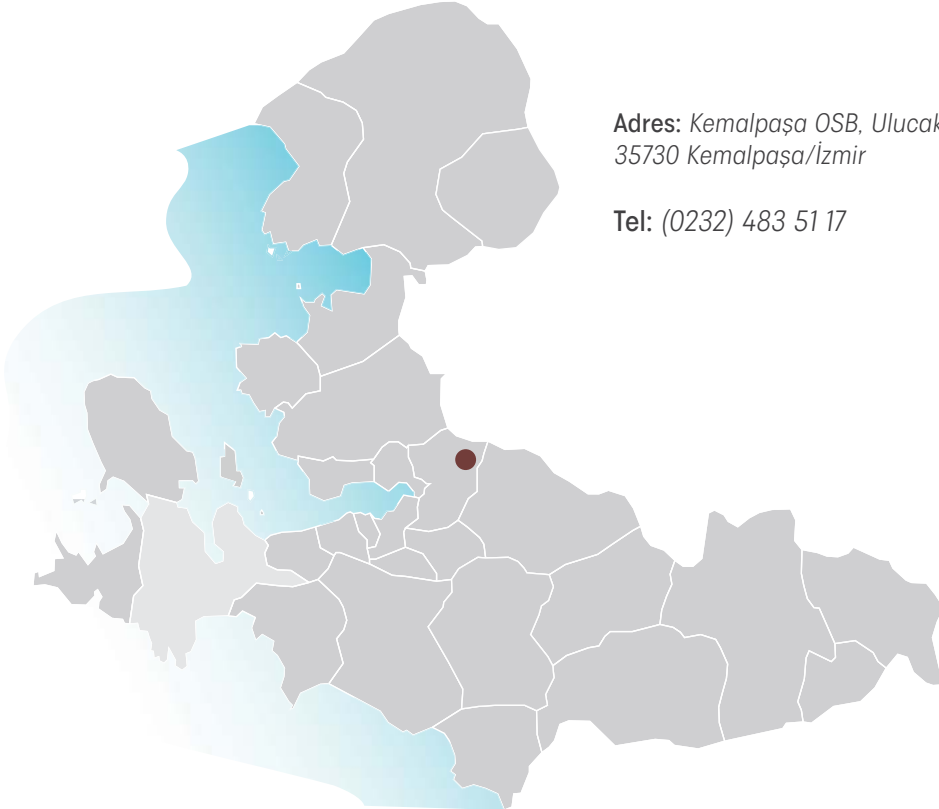 Adres: Kemalpaşa OSB, Ulucak
35730 Kemalpaşa/İzmir
Tel: (0232) 483 51 17